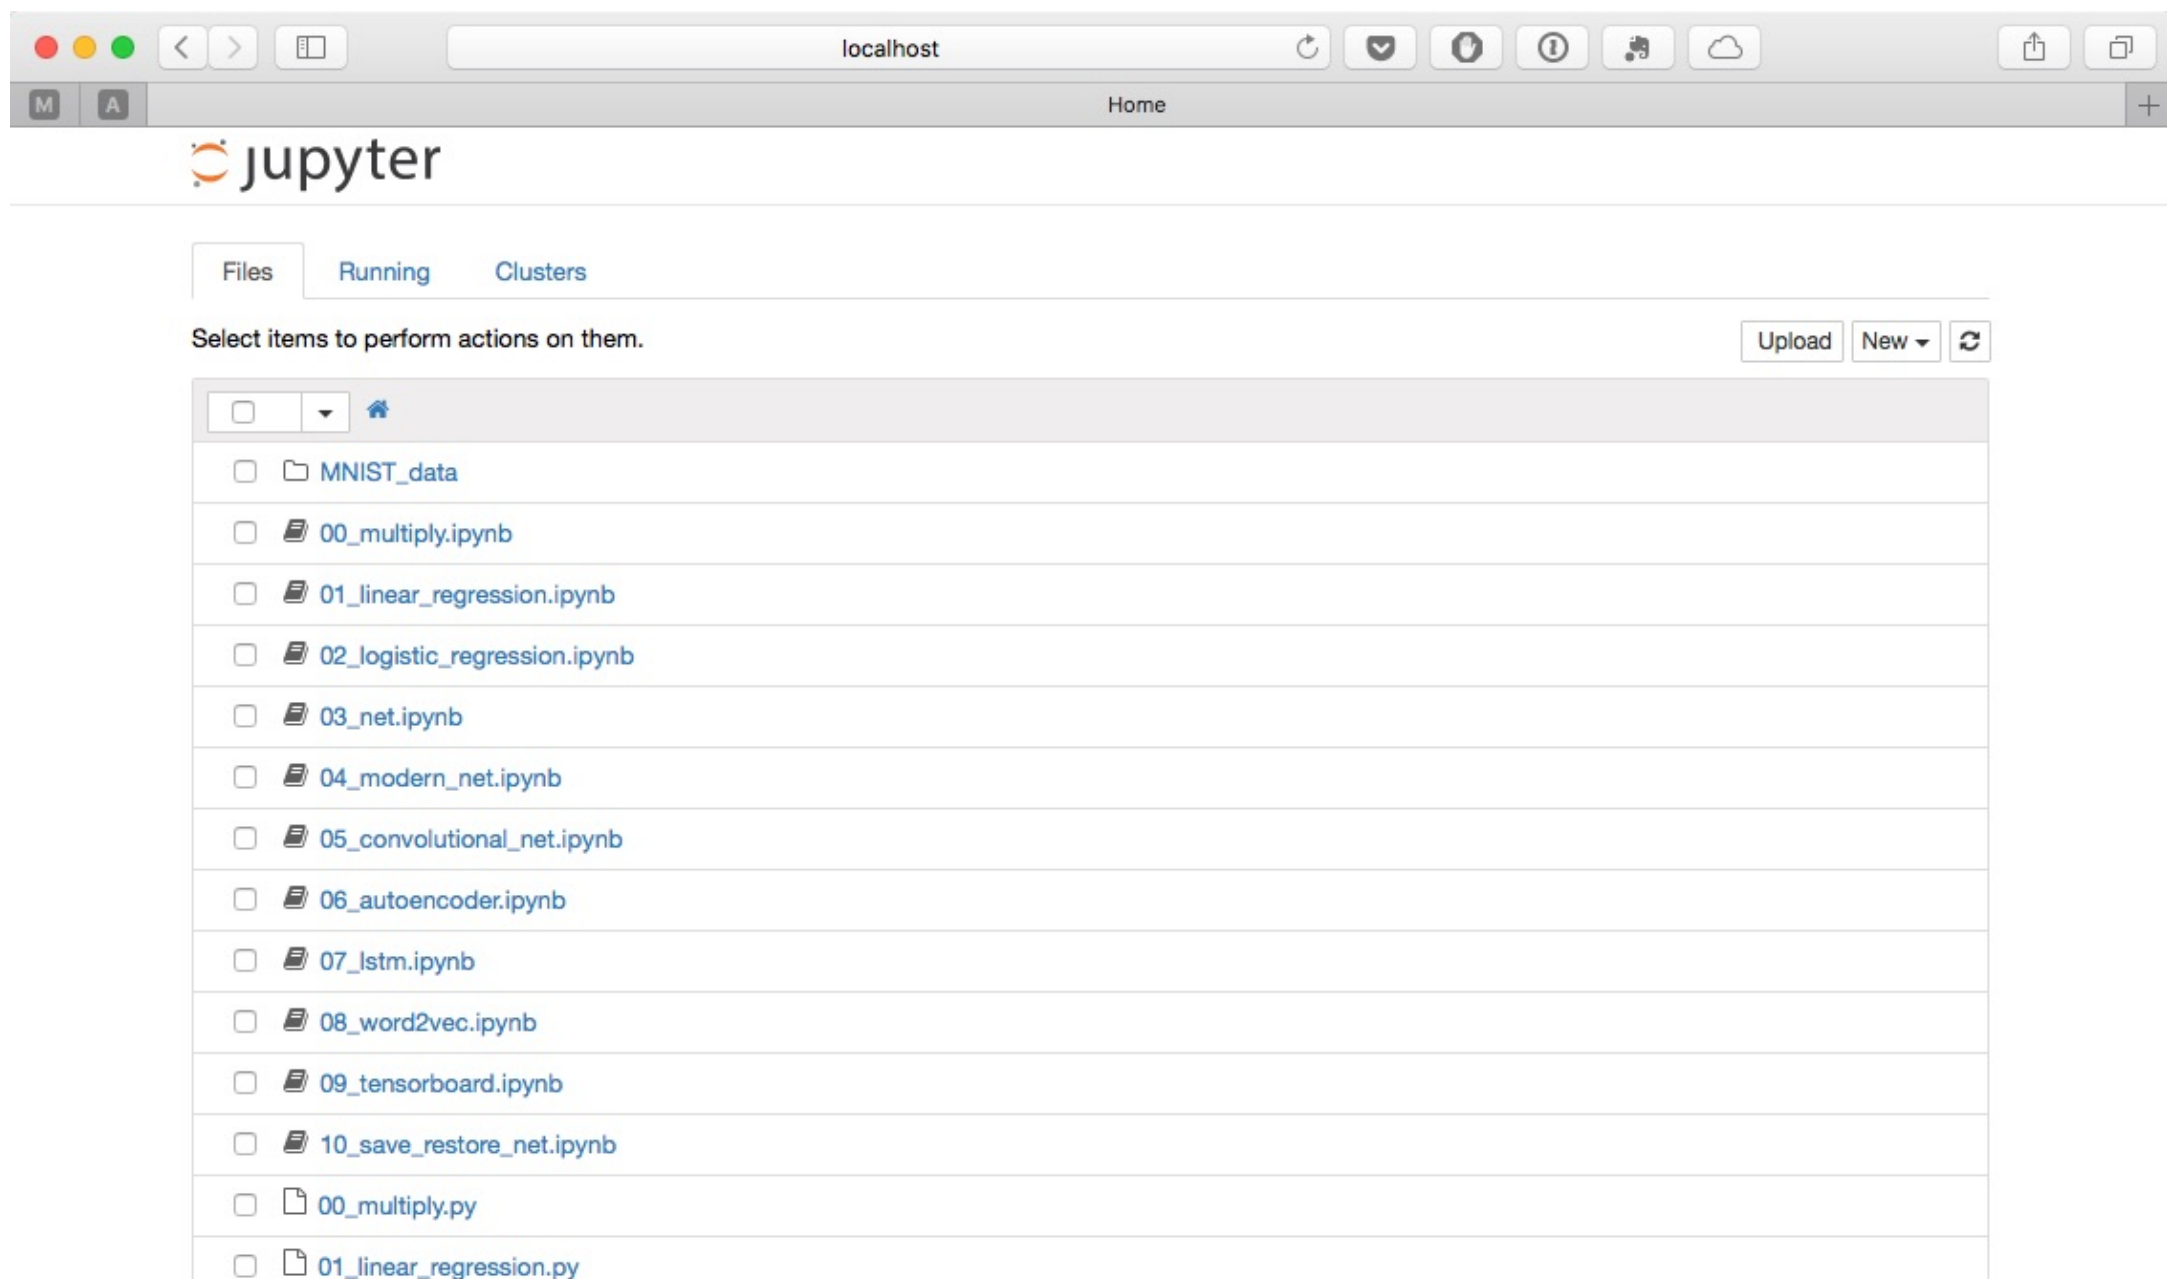 localhost
M A Home
jupyter
Files Running Clusters
Select items to perform actions on them. Upload New
MNIST_data
00_multiply.ipynb
01_linear_regression.ipynb
02_logistic_regression.ipynb
03_net.ipynb
04_modern_net.ipynb
05_convolutional_net.ipynb
06_autoencoder.ipynb
07_lstm.ipynb
08_word2vec.ipynb
09_tensorboard.ipynb
10_save_restore_net.ipynb
00_multiply.py
01_linear_regression.py